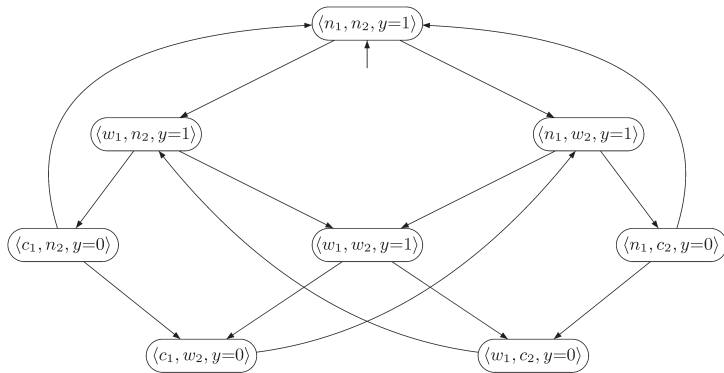 ⟨n₁, n₂, y=1⟩
⟨w₁, n₂, y=1⟩
⟨n₁, w₂, y=1⟩
⟨c₁, n₂, y=0⟩
⟨w₁, w₂, y=1⟩
⟨n₁, c₂, y=0⟩
⟨c₁, w₂, y=0⟩
⟨w₁, c₂, y=0⟩